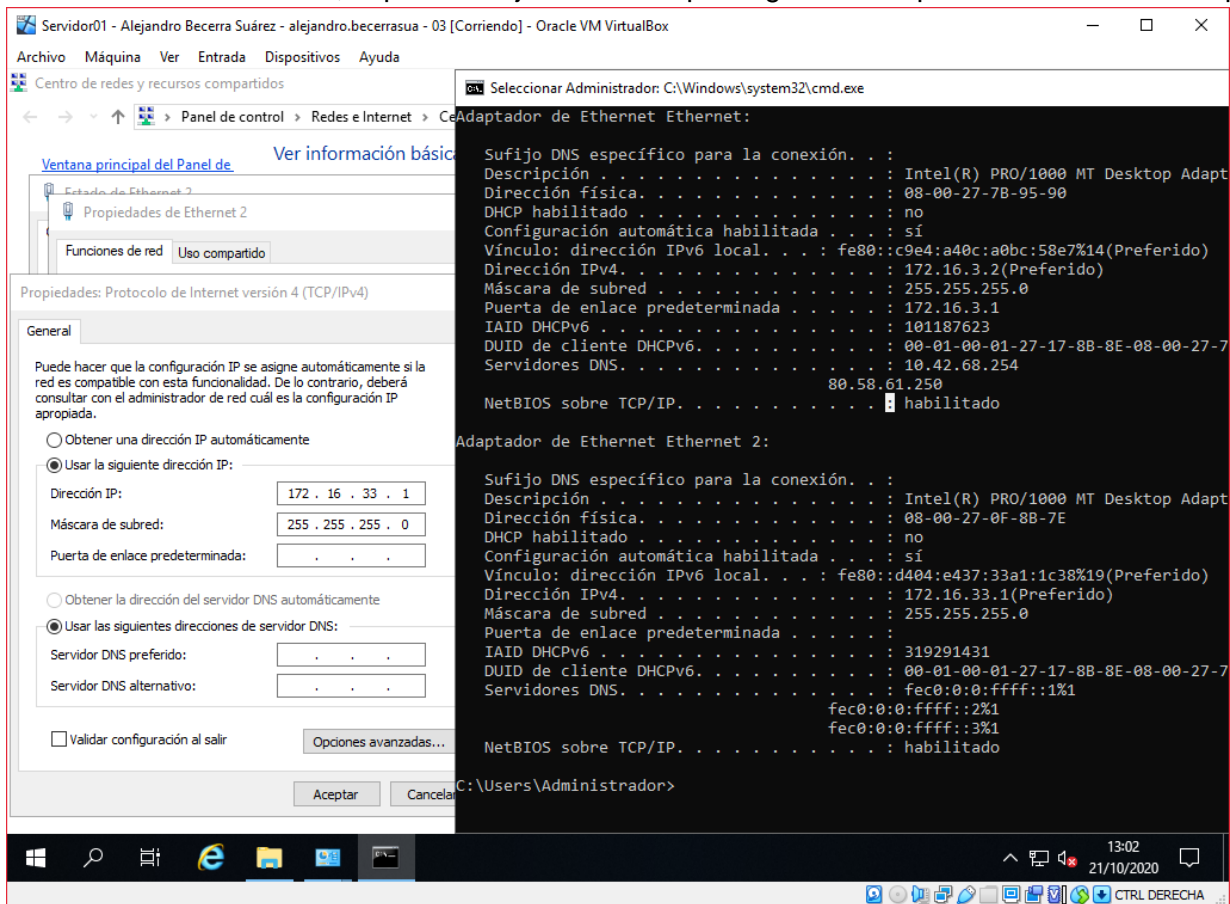 Servidor01 - Alejandro Becerra Suárez - alejandro.becerrasua - 03 [Corriendo] - Oracle VM VirtualBox
Archivo Máquina Ver Entrada Dispositivos Ayuda
Centro de redes y recursos compartidos
Panel de control > Redes e Internet > Ce
Ventana principal del Panel de
Ver información básic
Estado de Ethernet 2
Propiedades de Ethernet 2
Funciones de red Uso compartido
Propiedades: Protocolo de Internet versión 4 (TCP/IPv4)
General
Puede hacer que la configuración IP se asigne automáticamente si la
red es compatible con esta funcionalidad. De lo contrario, deberá
consultar con el administrador de red cuál es la configuración IP
apropiada.
Obtener una dirección IP automáticamente
Usar la siguiente dirección IP:
Dirección IP: 172 . 16 . 33 . 1
Máscara de subred: 255 . 255 . 255 . 0
Puerta de enlace predeterminada: . . .
Obtener la dirección del servidor DNS automáticamente
Usar las siguientes direcciones de servidor DNS:
Servidor DNS preferido: . . .
Servidor DNS alternativo: . . .
Validar configuración al salir
Opciones avanzadas...
Aceptar Cancelar
Seleccionar Administrador: C:\Windows\system32\cmd.exe
Adaptador de Ethernet Ethernet:
Sufijo DNS específico para la conexión. . :
Descripción . . . . . . . . . . . . . . . : Intel(R) PRO/1000 MT Desktop Adapt
Dirección física. . . . . . . . . . . . . : 08-00-27-7B-95-90
DHCP habilitado . . . . . . . . . . . . . : no
Configuración automática habilitada . . . : sí
Vínculo: dirección IPv6 local. . . : fe80::c9e4:a40c:a0bc:58e7%14(Preferido)
Dirección IPv4. . . . . . . . . . . . . . : 172.16.3.2(Preferido)
Máscara de subred . . . . . . . . . . . . : 255.255.255.0
Puerta de enlace predeterminada . . . . . : 172.16.3.1
IAID DHCPv6 . . . . . . . . . . . . . . . : 101187623
DUID de cliente DHCPv6. . . . . . . . . . : 00-01-00-01-27-17-8B-8E-08-00-27-7
Servidores DNS. . . . . . . . . . . . . . : 10.42.68.254
80.58.61.250
NetBIOS sobre TCP/IP. . . . . . . . . . . : habilitado
Adaptador de Ethernet Ethernet 2:
Sufijo DNS específico para la conexión. . :
Descripción . . . . . . . . . . . . . . . : Intel(R) PRO/1000 MT Desktop Adapt
Dirección física. . . . . . . . . . . . . : 08-00-27-0F-8B-7E
DHCP habilitado . . . . . . . . . . . . . : no
Configuración automática habilitada . . . : sí
Vínculo: dirección IPv6 local. . . : fe80::d404:e437:33a1:1c38%19(Preferido)
Dirección IPv4. . . . . . . . . . . . . . : 172.16.33.1(Preferido)
Máscara de subred . . . . . . . . . . . . : 255.255.255.0
Puerta de enlace predeterminada . . . . . :
IAID DHCPv6 . . . . . . . . . . . . . . . : 319291431
DUID de cliente DHCPv6. . . . . . . . . . : 00-01-00-01-27-17-8B-8E-08-00-27-7
Servidores DNS. . . . . . . . . . . . . . : fec0:0:0:ffff::1%1
fec0:0:0:ffff::2%1
fec0:0:0:ffff::3%1
NetBIOS sobre TCP/IP. . . . . . . . . . . : habilitado
C:\Users\Administrador>
13:02
21/10/2020
CTRL DERECHA